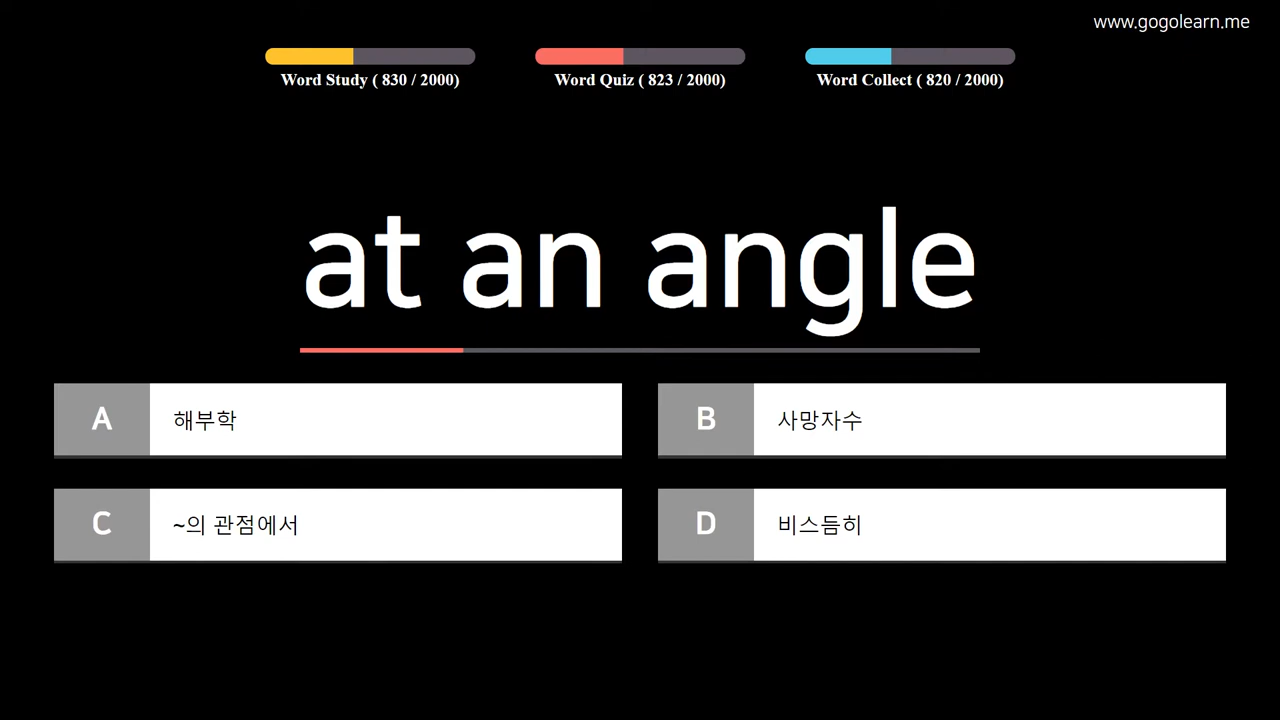 www.gogolearn.me
Word Study ( 830 / 2000)
Word Quiz ( 823 / 2000)
Word Collect ( 820 / 2000)
at an angle
A 해부학
B 사망자수
C ~의 관점에서
D 비스듬히